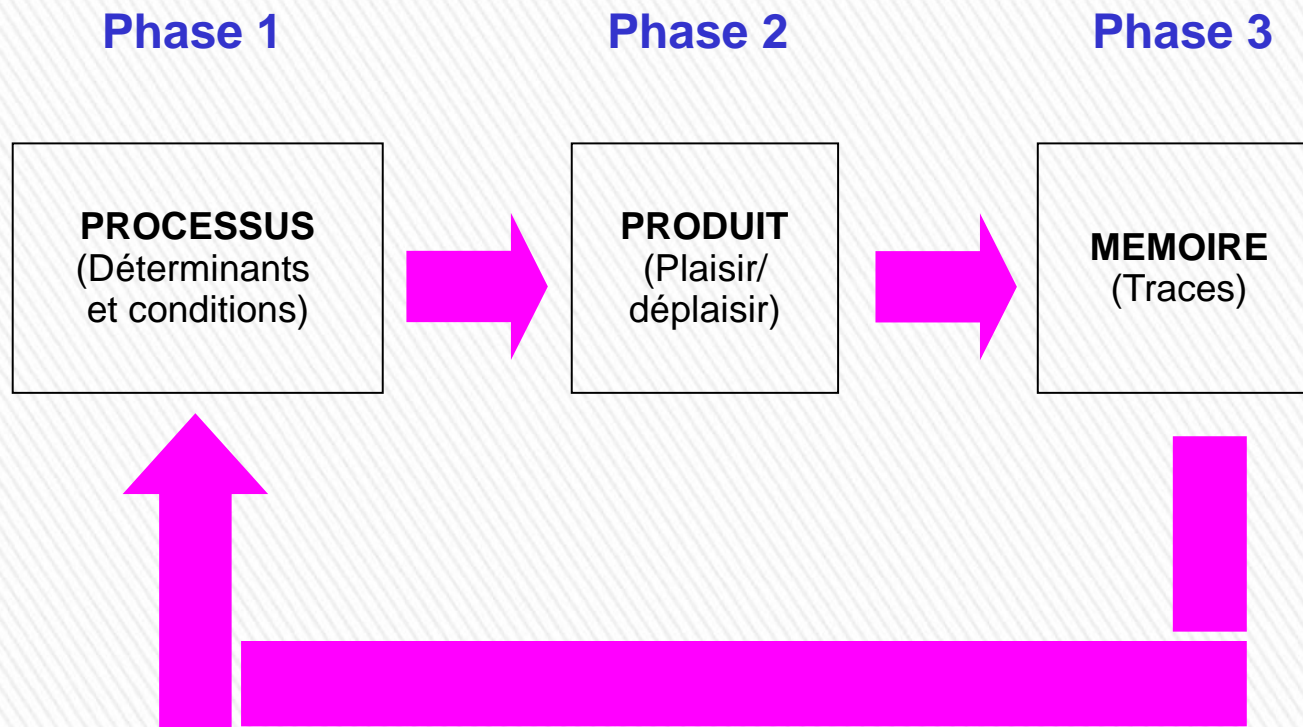 Phase 1
Phase 2
Phase 3
PROCESSUS
(Déterminants
et conditions)
PRODUIT
(Plaisir/
déplaisir)
MEMOIRE
(Traces)